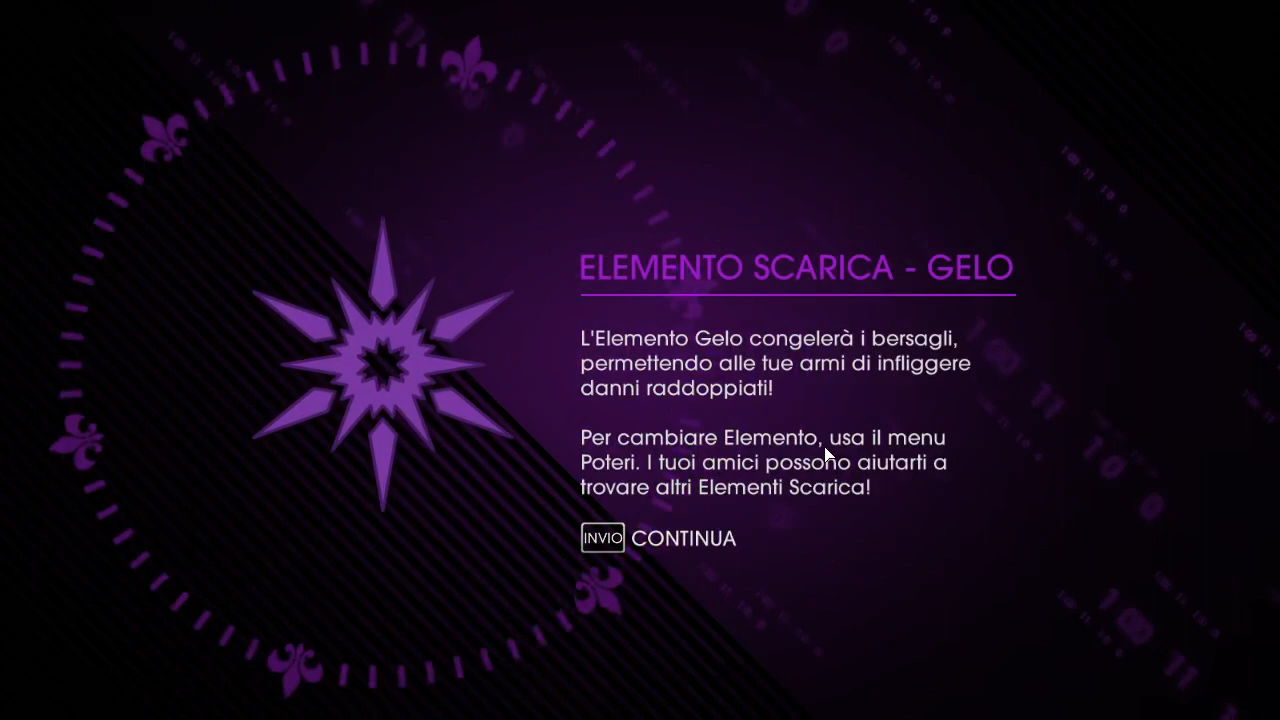 ELEMENTO SCARICA - GELO
L'Elemento Gelo congelerà i bersagli,
permettendo alle tue armi di infliggere
danni raddoppiati!
Per cambiare Elemento, usa il menu
Poteri. I tuoi amici possono aiutarti a
trovare altri Elementi Scarica!
INVIO CONTINUA